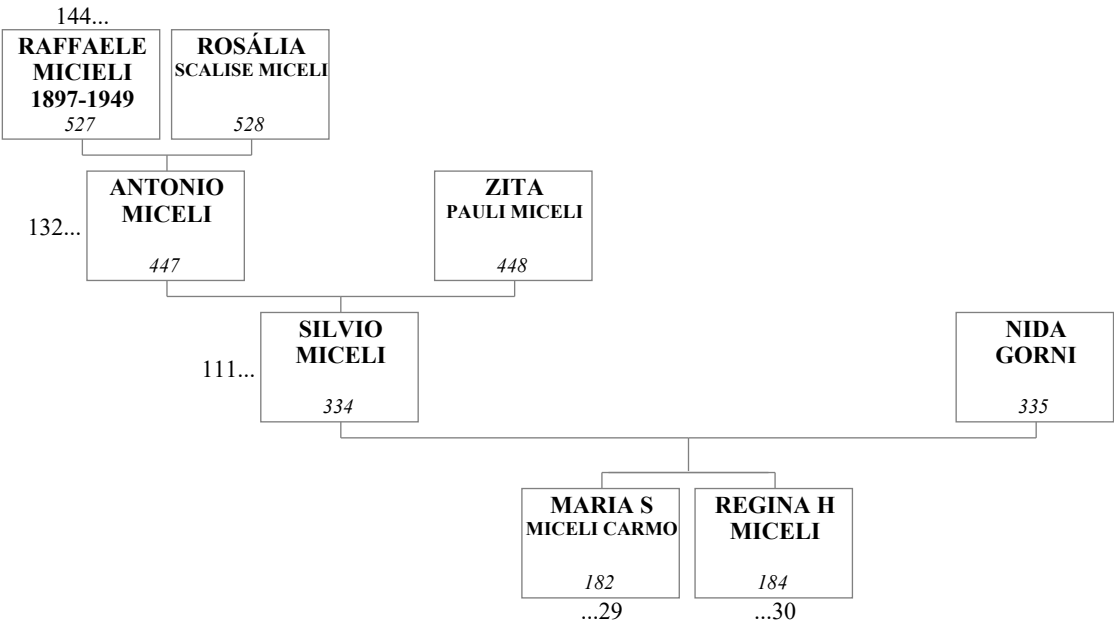 144...
RAFFAELE
MICIELI
1897-1949
527
ROSÁLIA
SCALISE MICELI
528
132...
ANTONIO
MICELI
447
ZITA
PAULI MICELI
448
111...
SILVIO
MICELI
334
NIDA
GORNI
335
MARIA S
MICELI CARMO
182
...29
REGINA H
MICELI
184
...30